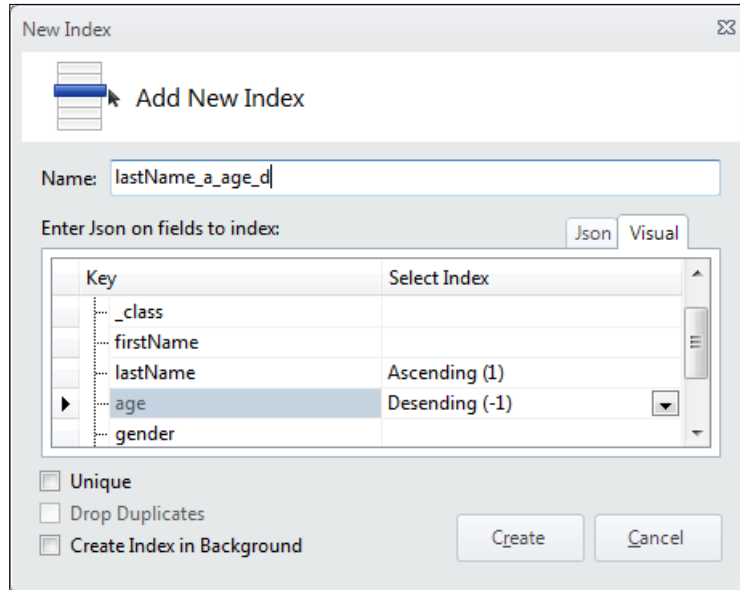 New Index
Add New Index
Name: lastName_a_age_d
Enter Json on fields to index: Json Visual
Key Select Index
_class
firstName
lastName Ascending (1)
age Desending (-1)
gender
Unique
Drop Duplicates
Create Index in Background
Create Cancel